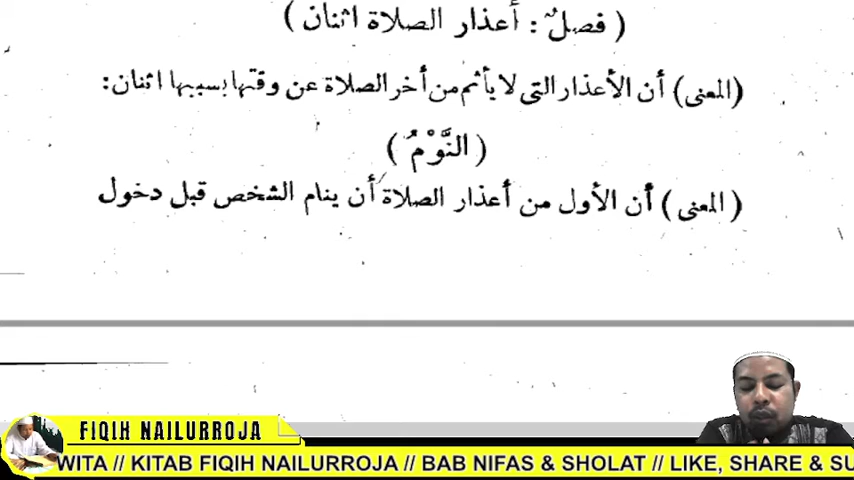 ( فصلٌ : أعذار الصلاة اثنان )
(المعنى) أن الأعذار التى لا يأثم من أخر الصلاة عن وقتها بسببها اثنان :
( النَّوْمُ )
( المعنى ) أن الأول من أعذار الصلاة أن ينام الشخص قبل دخول
FIQIH NAILURROJA
WITA // KITAB FIQIH NAILURROJA // BAB NIFAS & SHOLAT // LIKE, SHARE & SU